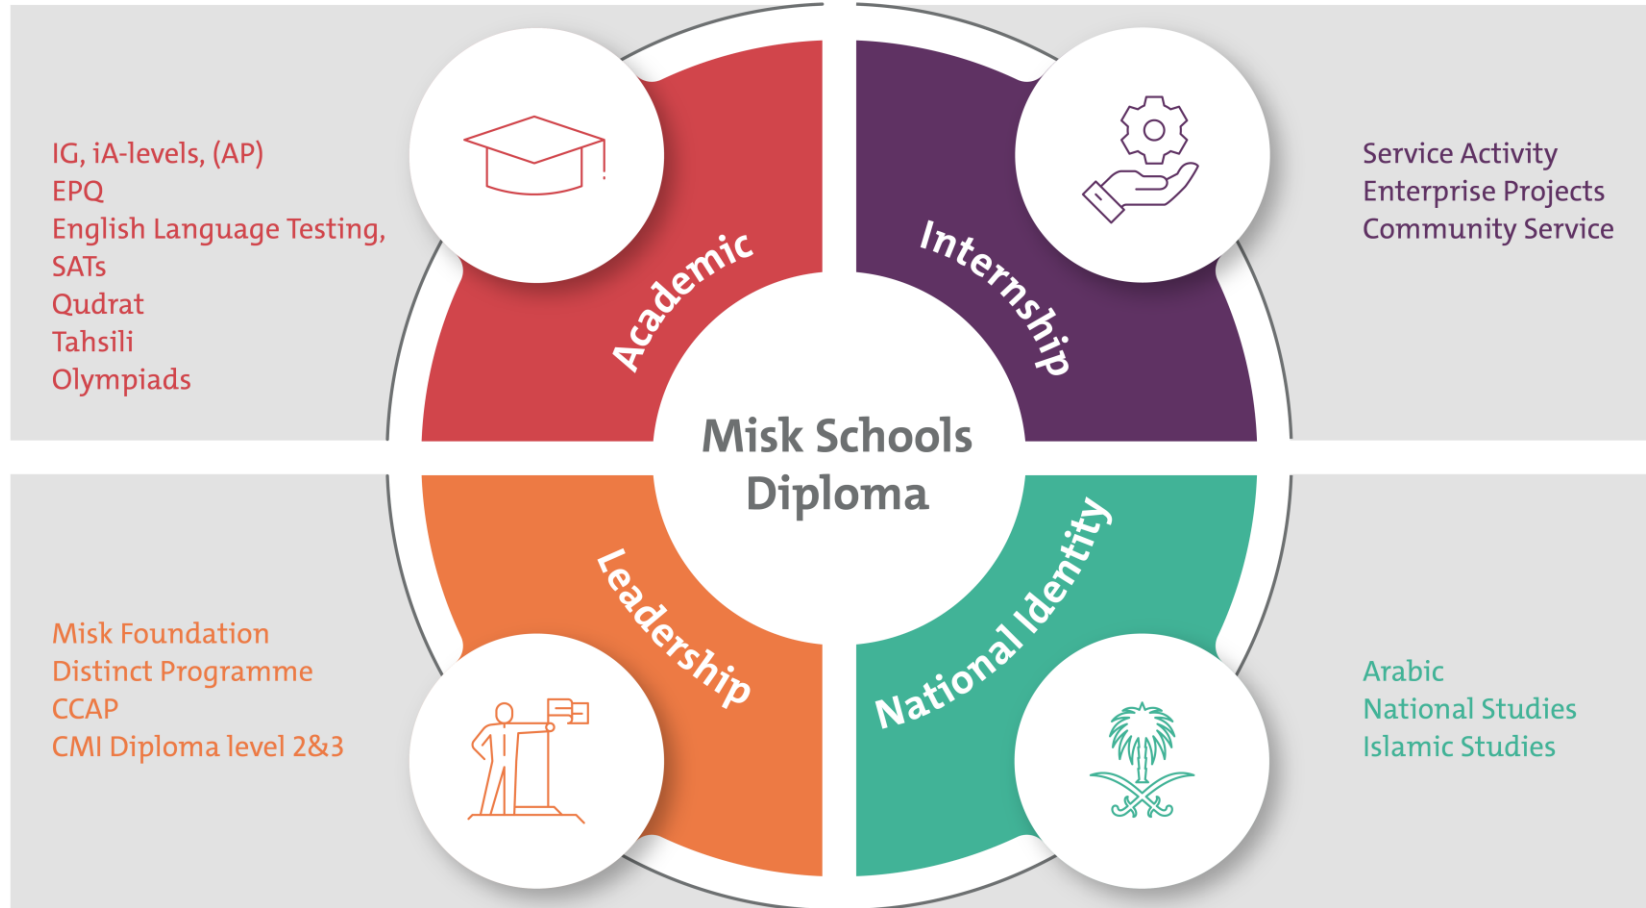 IG, iA-levels, (AP)
EPQ
English Language Testing,
SATs
Qudrat
Tahsili
Olympiads
Academic
Internship
Service Activity
Enterprise Projects
Community Service
Misk Schools
Diploma
Misk Foundation
Distinct Programme
CCAP
CMI Diploma level 2&3
Leadership
National Identity
Arabic
National Studies
Islamic Studies